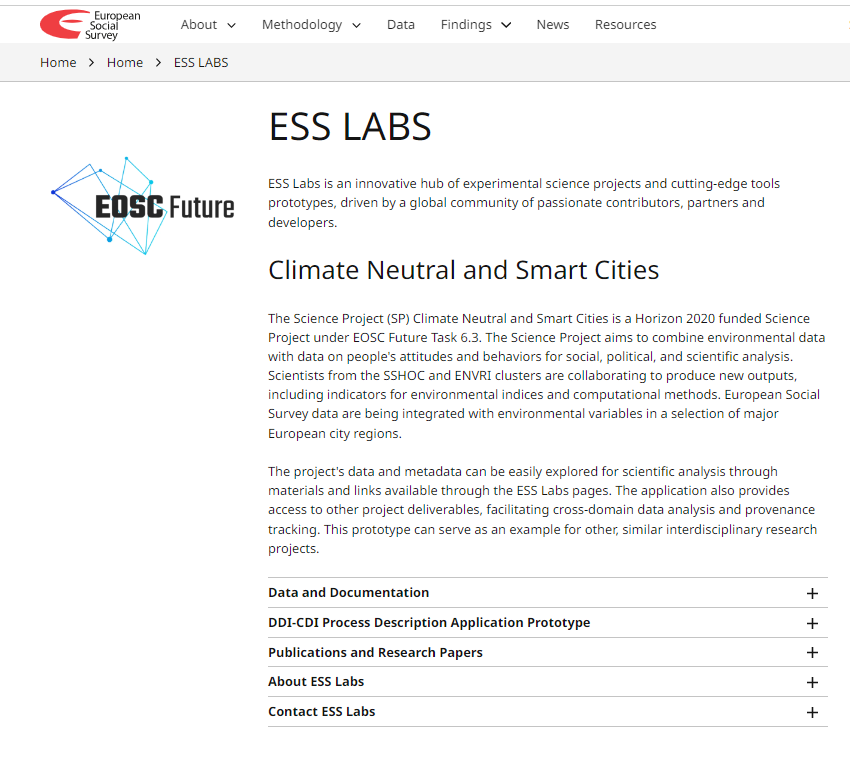 European
Social
Survey
About Methodology Data Findings News Resources
Home > Home > ESS LABS
ESS LABS
EOSC Future
ESS Labs is an innovative hub of experimental science projects and cutting-edge tools
prototypes, driven by a global community of passionate contributors, partners and
developers.
Climate Neutral and Smart Cities
The Science Project (SP) Climate Neutral and Smart Cities is a Horizon 2020 funded Science
Project under EOSC Future Task 6.3. The Science Project aims to combine environmental data
with data on people's attitudes and behaviors for social, political, and scientific analysis.
Scientists from the SSHOC and ENVRI clusters are collaborating to produce new outputs,
including indicators for environmental indices and computational methods. European Social
Survey data are being integrated with environmental variables in a selection of major
European city regions.
The project's data and metadata can be easily explored for scientific analysis through
materials and links available through the ESS Labs pages. The application also provides
access to other project deliverables, facilitating cross-domain data analysis and provenance
tracking. This prototype can serve as an example for other, similar interdisciplinary research
projects.
Data and Documentation +
DDI-CDI Process Description Application Prototype +
Publications and Research Papers +
About ESS Labs +
Contact ESS Labs +